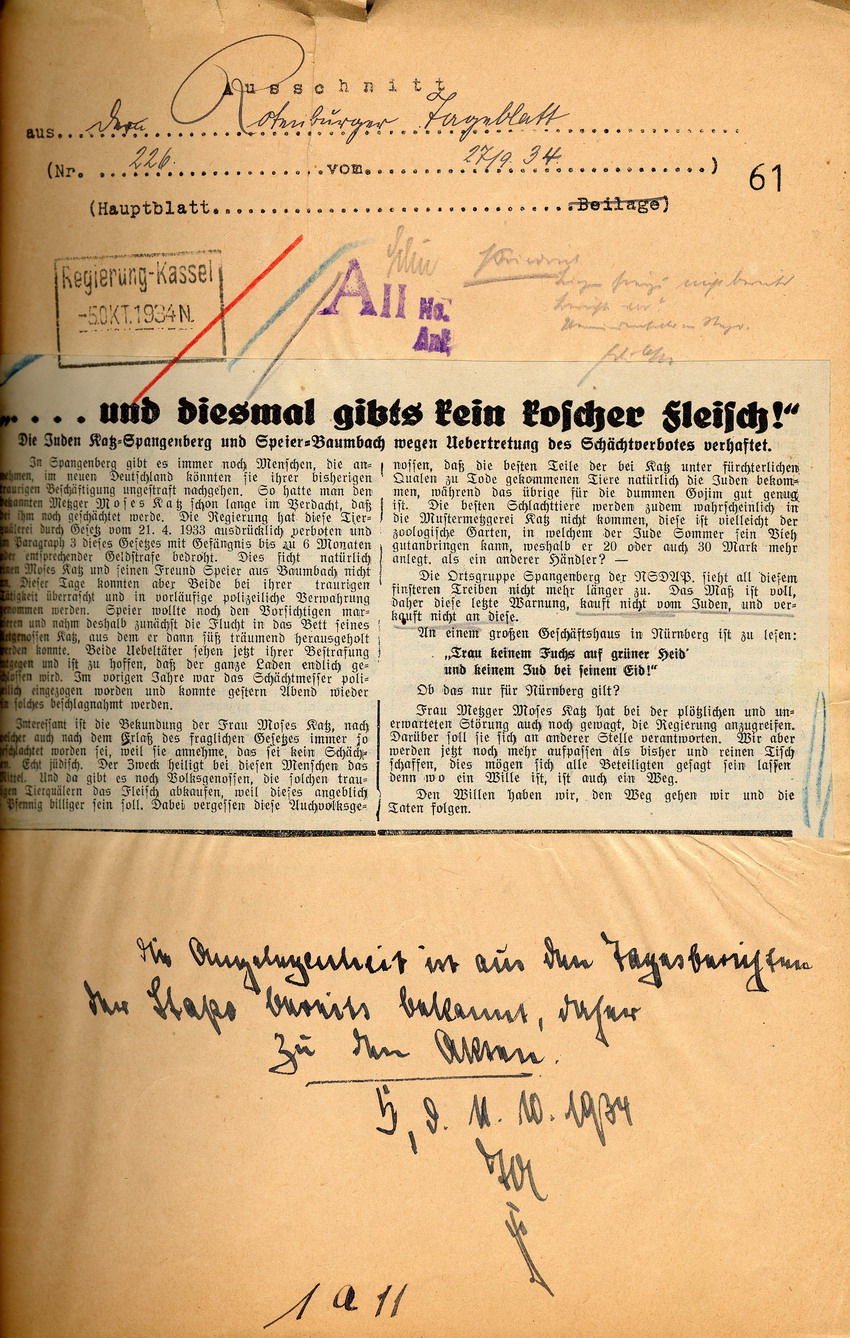 Ausschnitt
aus dem Rotenburger Tageblatt
(Nr. 226. vom 27/9. 34.)
61
(Hauptblatt Beilage)
Regierung-Kassel
-5.OKT.1934 N.
A II
„. . . und diesmal gibts kein koscher Fleisch!“
Die Juden Katz-Spangenberg und Speier-Baumbach wegen Uebertretung des Schächtverbotes verhaftet.
In Spangenberg gibt es immer noch Menschen, die an-
im neuen Deutschland könnten sie ihrer bisherigen
traurigen Beschäftigung ungestraft nachgehen. So hatte man den
bekannten Metzger Moses Katz schon lange im Verdacht, daß
bei ihm noch geschächtet werde. Die Regierung hat diese Tier-
quälerei durch Gesetz vom 21. 4. 1933 ausdrücklich verboten und
Paragraph 3 dieses Gesetzes mit Gefängnis bis zu 6 Monaten
oder entsprechender Geldstrafe bedroht. Dies ficht natürlich
einen Moses Katz und seinen Freund Speier aus Baumbach nicht
an. Dieser Tage konnten aber Beide bei ihrer traurigen
Tätigkeit überrascht und in vorläufige polizeiliche Verwahrung
genommen werden. Speier wollte noch den Vorsichtigen mar-
kieren und nahm deshalb zunächst die Flucht in das Bett seines
Artgenossen Katz, aus dem er dann süß träumend herausgeholt
werden konnte. Beide Uebeltäter sehen jetzt ihrer Bestrafung
entgegen und ist zu hoffen, daß der ganze Laden endlich ge-
schlossen wird. Im vorigen Jahre war das Schächtmesser poli-
zeilich eingezogen worden und konnte gestern Abend wieder
ein solches beschlagnahmt werden.
Interessant ist die Bekundung der Frau Moses Katz, nach
welcher auch nach dem Erlaß des fraglichen Gesetzes immer so
geschlachtet worden sei, weil sie annehme, das sei kein Schäch-
ten. Echt jüdisch. Der Zweck heiligt bei diesen Menschen das
Mittel. Und da gibt es noch Volksgenossen, die solchen trau-
rigen Tierquälern das Fleisch abkaufen, weil dieses angeblich
Pfennig billiger sein soll. Dabei vergessen diese Auchvolksge-
nossen, daß die besten Teile der bei Katz unter fürchterlichen
Qualen zu Tode gekommenen Tiere natürlich die Juden bekom-
men, während das übrige für die dummen Gojim gut genug
ist. Die besten Schlachttiere werden zudem wahrscheinlich in
die Mustermetzgerei Katz nicht kommen, diese ist vielleicht der
zoologische Garten, in welchem der Jude Sommer sein Vieh
gutanbringen kann, weshalb er 20 oder auch 30 Mark mehr
anlegt, als ein anderer Händler? —
Die Ortsgruppe Spangenberg der NSDAP. sieht all diesem
finsteren Treiben nicht mehr länger zu. Das Maß ist voll,
daher diese letzte Warnung, kauft nicht vom Juden, und ver-
kauft nicht an diese.
An einem großen Geschäftshaus in Nürnberg ist zu lesen:
„Trau keinem Fuchs auf grüner Heid'
und keinem Jud bei seinem Eid!“
Ob das nur für Nürnberg gilt?
Frau Metzger Moses Katz hat bei der plötzlichen und un-
erwarteten Störung auch noch gewagt, die Regierung anzugreifen.
Darüber soll sie sich an anderer Stelle verantworten. Wir aber
werden jetzt noch mehr aufpassen als bisher und reinen Tisch
schaffen, dies mögen sich alle Beteiligten gesagt sein lassen
denn wo ein Wille ist, ist auch ein Weg.
Den Willen haben wir, den Weg gehen wir und die
Taten folgen.
Die Angelegenheit ist aus den Tagesberichten
der Stapo bereits bekannt, daher
Zu den Akten.
d. 11. 10. 1934
1 a 11